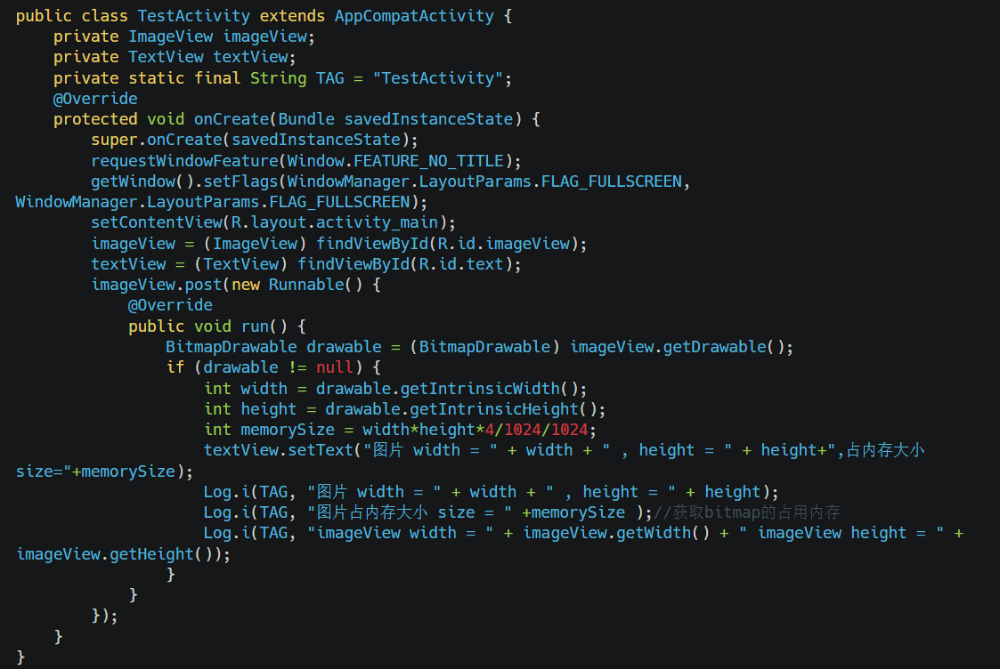 public class TestActivity extends AppCompatActivity {
    private ImageView imageView;
    private TextView textView;
    private static final String TAG = "TestActivity";
    @Override
    protected void onCreate(Bundle savedInstanceState) {
        super.onCreate(savedInstanceState);
        requestWindowFeature(Window.FEATURE_NO_TITLE);
        getWindow().setFlags(WindowManager.LayoutParams.FLAG_FULLSCREEN,
WindowManager.LayoutParams.FLAG_FULLSCREEN);
        setContentView(R.layout.activity_main);
        imageView = (ImageView) findViewById(R.id.imageView);
        textView = (TextView) findViewById(R.id.text);
        imageView.post(new Runnable() {
            @Override
            public void run() {
                BitmapDrawable drawable = (BitmapDrawable) imageView.getDrawable();
                if (drawable != null) {
                    int width = drawable.getIntrinsicWidth();
                    int height = drawable.getIntrinsicHeight();
                    int memorySize = width*height*4/1024/1024;
                    textView.setText("图片 width = " + width + " , height = " + height+",占内存大小
size="+memorySize);
                    Log.i(TAG, "图片 width = " + width + " , height = " + height);
                    Log.i(TAG, "图片占内存大小 size = " +memorySize );//获取bitmap的占用内存
                    Log.i(TAG, "imageView width = " + imageView.getWidth() + " imageView height = " +
imageView.getHeight());
                }
            }
        });
    }
}